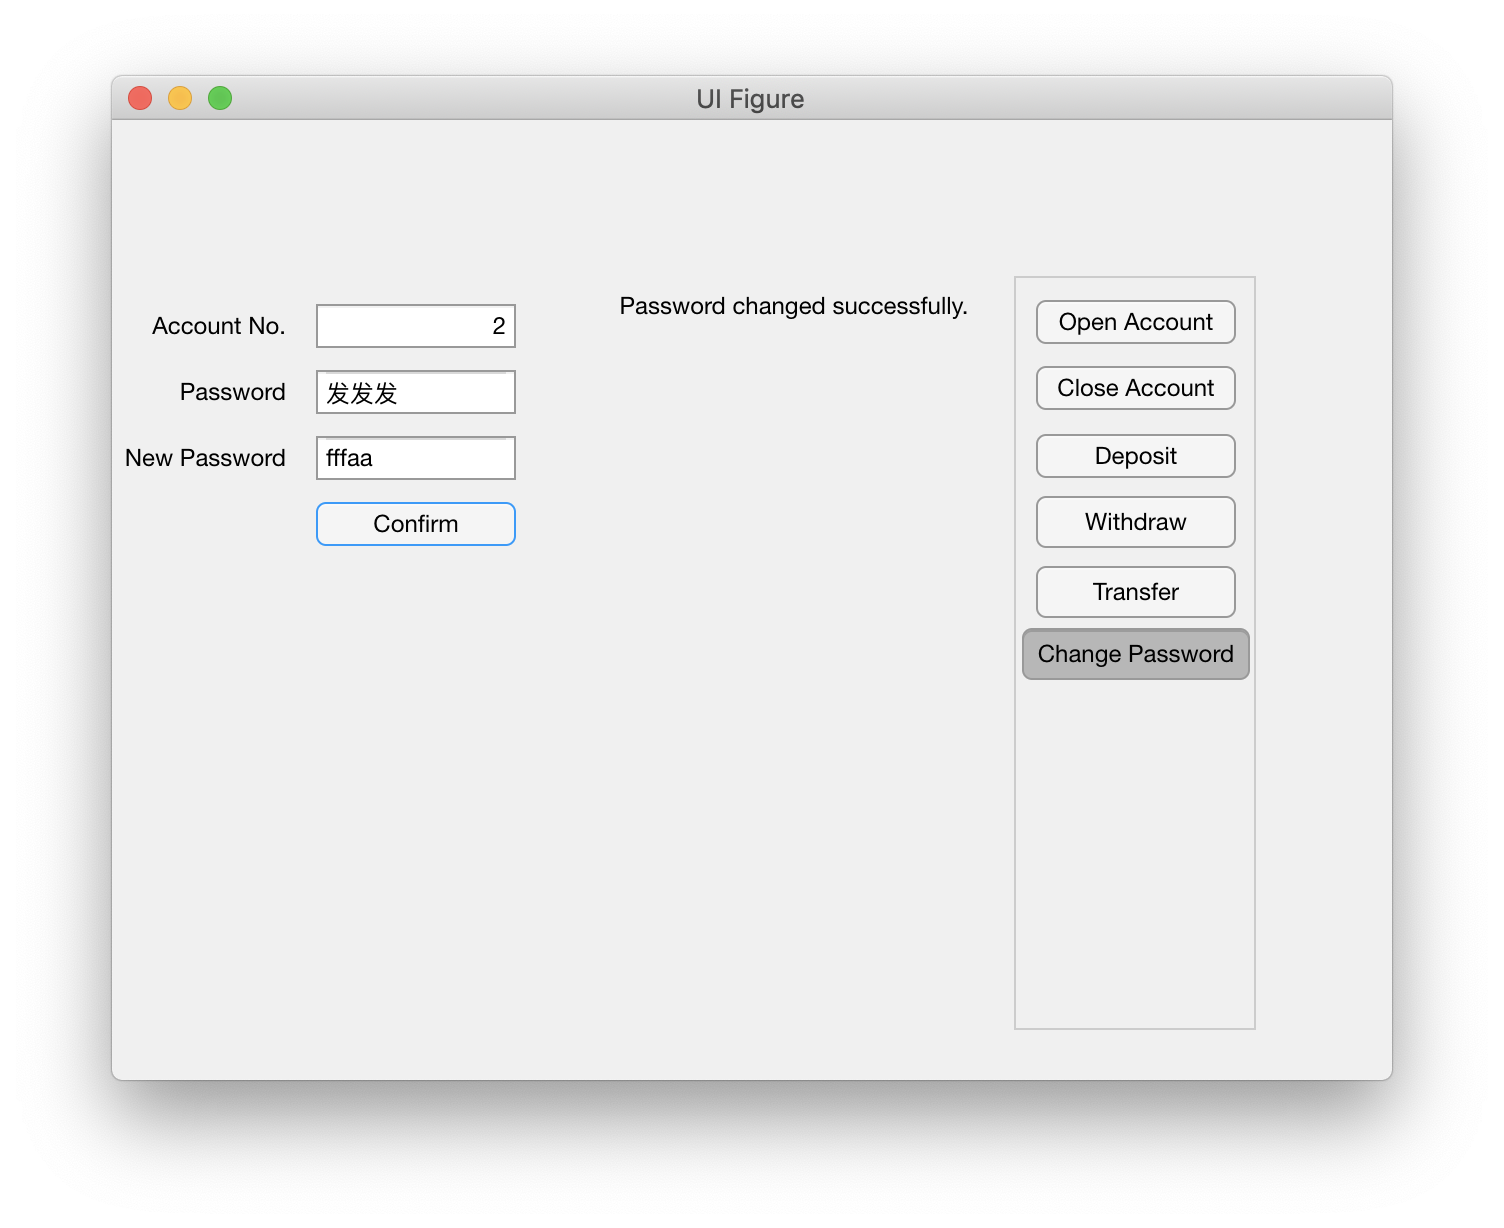 UI Figure
Account No.
2
Password
发发发
New Password
fffaa
Confirm
Password changed successfully.
Open Account
Close Account
Deposit
Withdraw
Transfer
Change Password